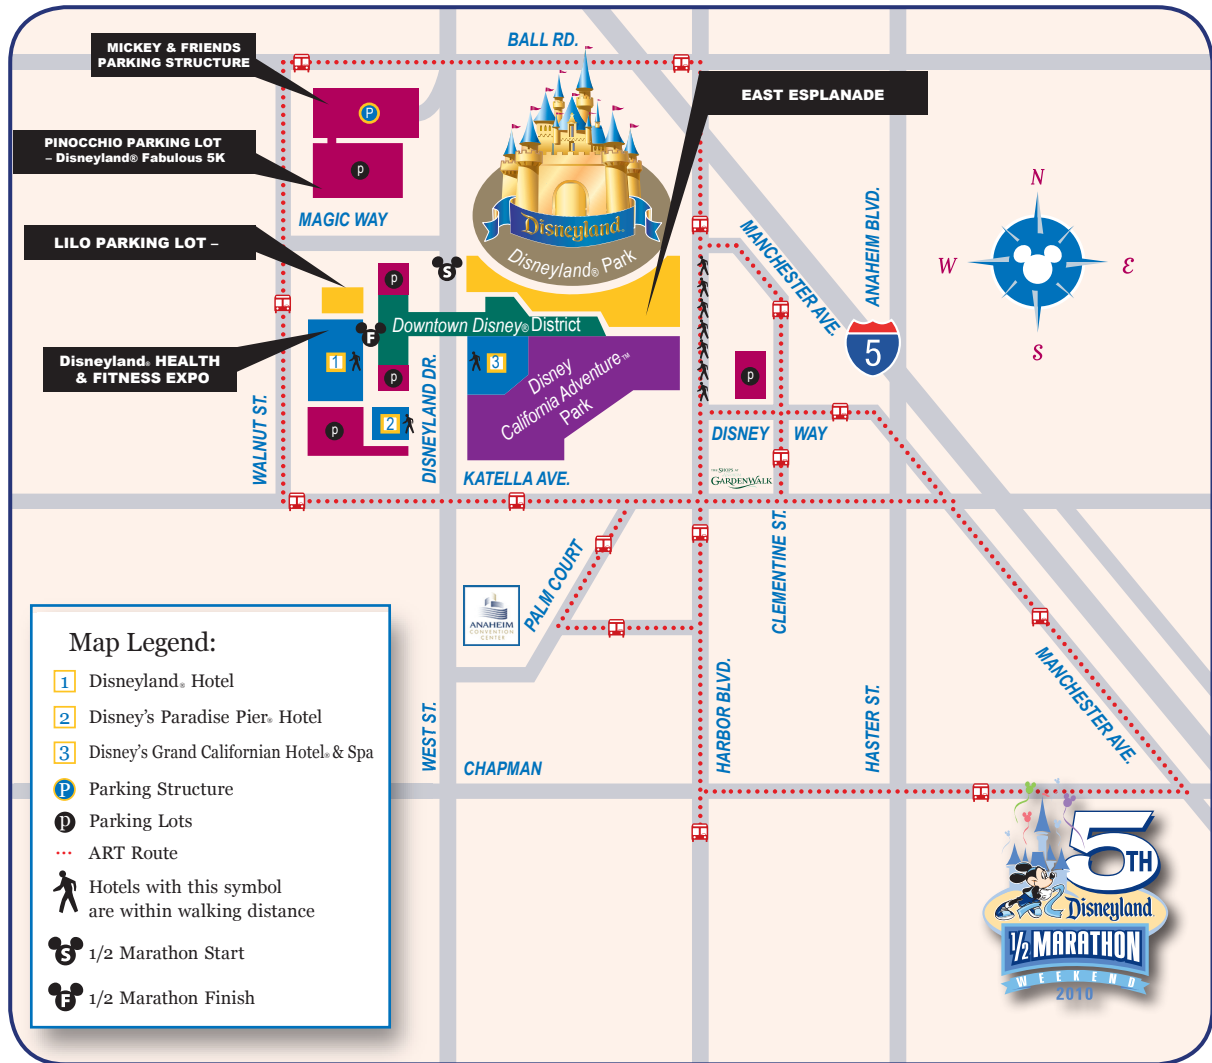 BALL RD.
MICKEY & FRIENDS
PARKING STRUCTURE
P
EAST ESPLANADE
PINOCCHIO PARKING LOT
– Disneyland® Fabulous 5K
p
MAGIC WAY
Disneyland®
Disneyland® Park
LILO PARKING LOT –
MANCHESTER AVE.
ANAHEIM BLVD.
N
W
E
S
5
p
S
F
Downtown Disney® District
Disneyland® HEALTH
& FITNESS EXPO
1
3
p
2
p
p
Disney
California Adventure™
Park
WALNUT ST.
DISNEYLAND DR.
DISNEY WAY
KATELLA AVE.
THE SHOPS AT
GARDENWALK
CLEMENTINE ST.
PALM COURT
ANAHEIM
CONVENTION
CENTER
WEST ST.
HARBOR BLVD.
HASTER ST.
MANCHESTER AVE.
CHAPMAN
Map Legend:
1 Disneyland® Hotel
2 Disney's Paradise Pier® Hotel
3 Disney's Grand Californian Hotel® & Spa
P Parking Structure
p Parking Lots
ART Route
Hotels with this symbol
are within walking distance
S 1/2 Marathon Start
F 1/2 Marathon Finish
5TH
Disneyland®
1/2 MARATHON
WEEKEND
2010